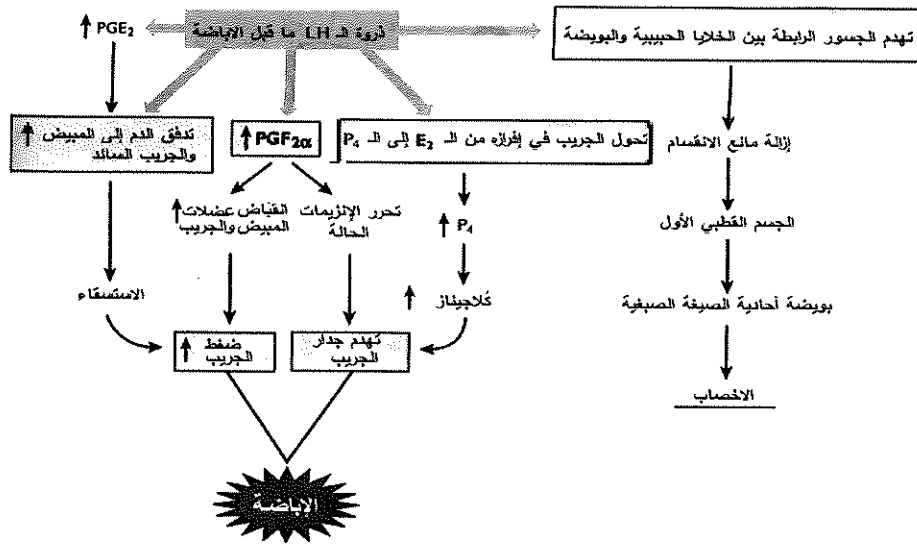 PGE₂
ذروة الـ LH ما قبل الاباضة
تهدم الجسور الرابطة بين الخلايا الحبيبية والبويضة
تدفق الدم إلى المبيض
والجريب السائد
PGF₂α
تحول الجريب في إفرازه من الـ E₂ إلى الـ P₄
إزالة مانع الانقسام
انقباض عضلات
المبيض والجريب
تحرر الإنزيمات
الحالة
P₄
الجسم القطبي الأول
الاستسقاء
كلاجيناز
بويضة أحادية الصيغة الصبغية
ضغط
الجريب
تهدم جدار
الجريب
الاخصاب
الإباضة